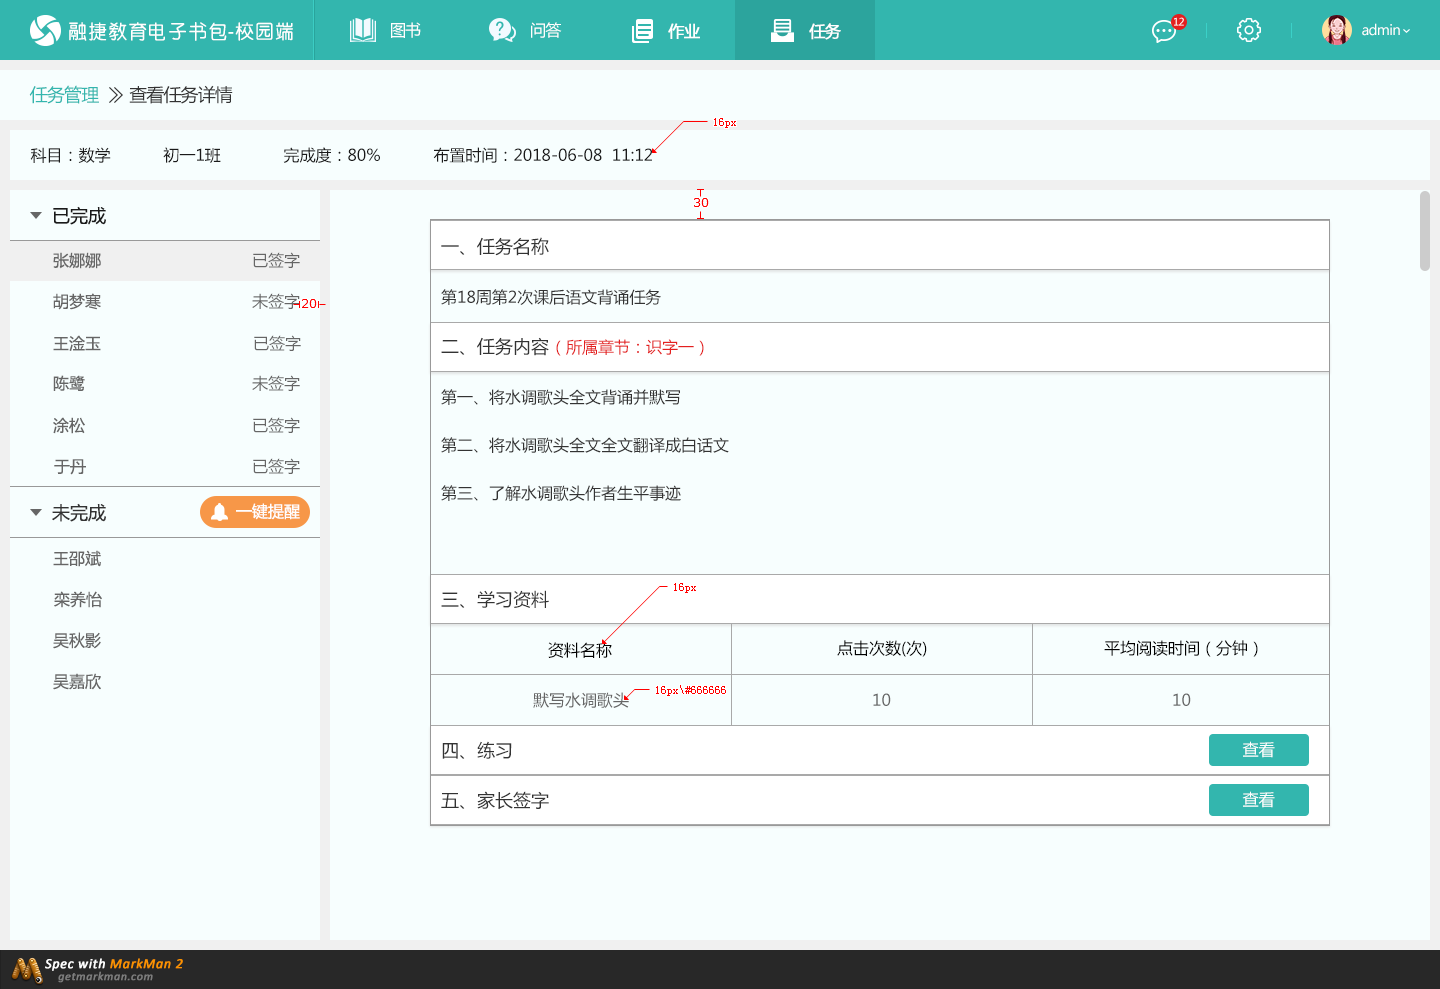 融捷教育电子书包-校园端
图书
问答
作业
任务
12
admin
任务管理 查看任务详情
16px
科目：数学 初一1班 完成度：80% 布置时间：2018-06-08 11:12
30
已完成
张娜娜 已签字
胡梦寒 未签字
20
王淦玉 已签字
陈鹭 未签字
涂松 已签字
于丹 已签字
未完成 一键提醒
王邵斌
栾养怡
吴秋影
吴嘉欣
一、任务名称
第18周第2次课后语文背诵任务
二、任务内容（所属章节：识字一）
第一、将水调歌头全文背诵并默写
第二、将水调歌头全文全文翻译成白话文
第三、了解水调歌头作者生平事迹
三、学习资料
16px
资料名称 点击次数(次) 平均阅读时间（分钟）
16px\#666666
默写水调歌头 10 10
四、练习 查看
五、家长签字 查看
Spec with MarkMan 2
getmarkman.com